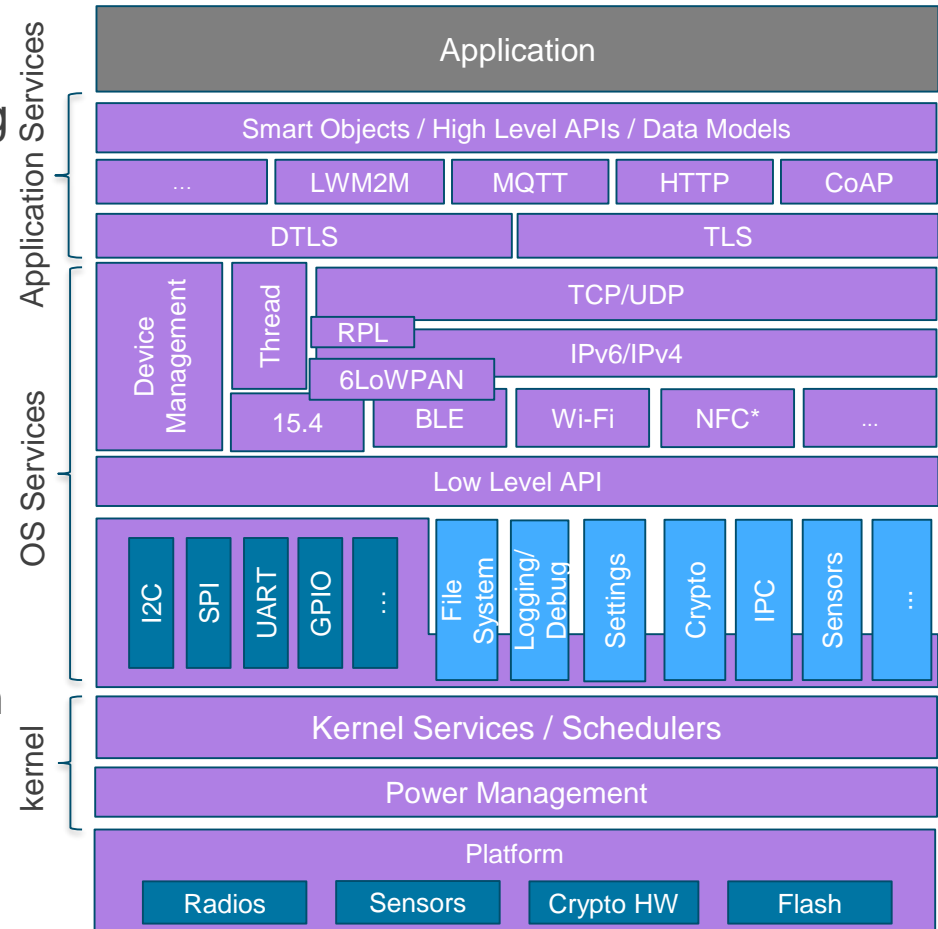 Application
Application Services
g
Smart Objects / High Level APIs / Data Models
...
LWM2M
MQTT
HTTP
CoAP
DTLS
TLS
OS Services
Device
Management
Thread
TCP/UDP
RPL
IPv6/IPv4
6LoWPAN
15.4
BLE
Wi-Fi
NFC*
...
Low Level API
I2C
SPI
UART
GPIO
...
File
System
Logging/
Debug
Settings
Crypto
IPC
Sensors
...
kernel
Kernel Services / Schedulers
Power Management
Platform
Radios
Sensors
Crypto HW
Flash